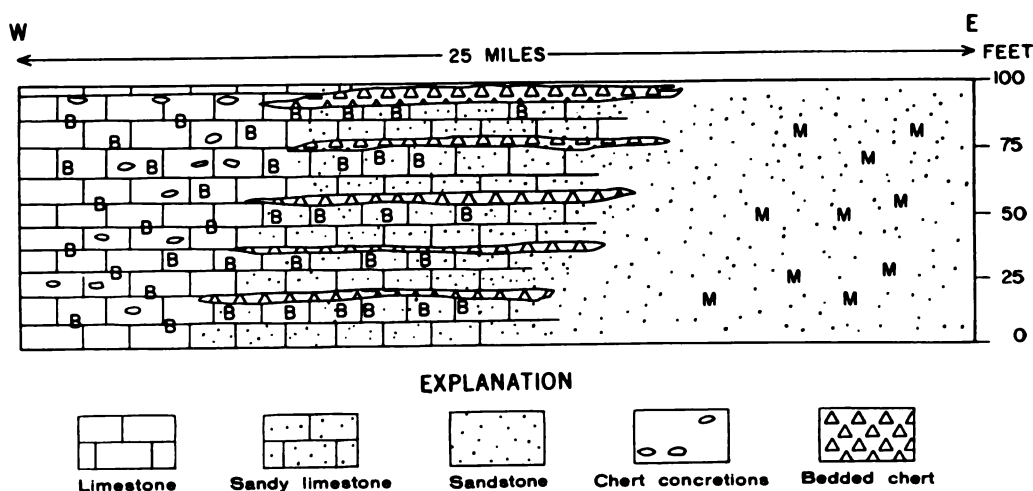 W E
25 MILES FEET
100
B B B B
B B
B M M
B 75
B B B M
B B
B
B M
B B B B M M 50
B B
B
B B B B B M
B M 25
B M M
B B B B B B
B B 0
EXPLANATION
Limestone Sandy limestone Sandstone Chert concretions Bedded chert